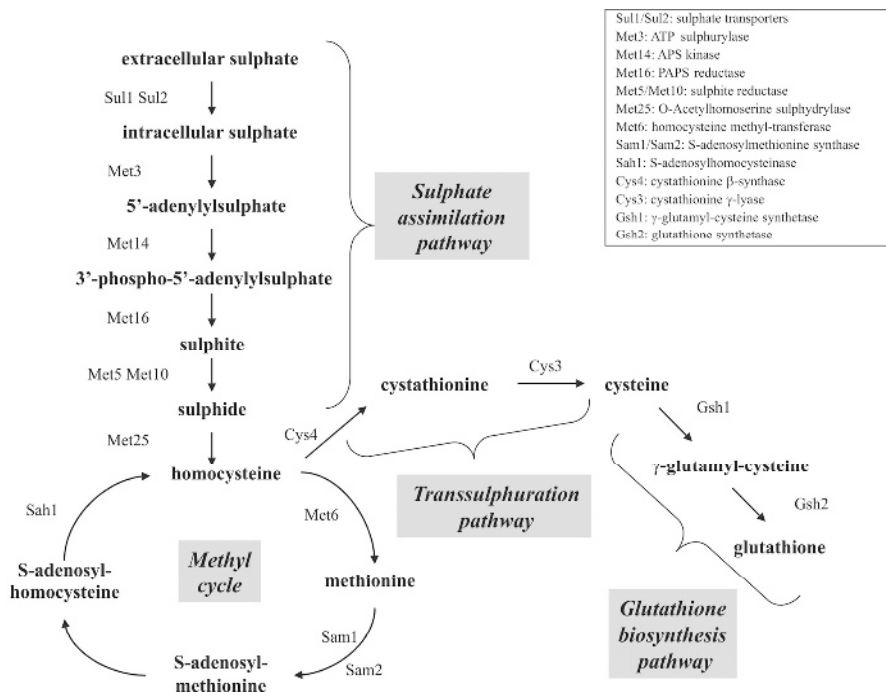 extracellular sulphate
Sul1 Sul2
intracellular sulphate
Met3
5'-adenylylsulphate
Met14
3'-phospho-5'-adenylylsulphate
Met16
sulphite
Met5 Met10
sulphide
Met25
homocysteine
Sulphate
assimilation
pathway
Sul1/Sul2: sulphate transporters
Met3: ATP sulphurylase
Met14: APS kinase
Met16: PAPS reductase
Met5/Met10: sulphite reductase
Met25: O-Acetylhomoserine sulphydrylase
Met6: homocysteine methyl-transferase
Sam1/Sam2: S-adenosylmethionine synthase
Sah1: S-adenosylhomocysteinase
Cys4: cystathionine β-synthase
Cys3: cystathionine γ-lyase
Gsh1: γ-glutamyl-cysteine synthetase
Gsh2: glutathione synthetase
Cys4
cystathionine
Cys3
cysteine
Gsh1
γ-glutamyl-cysteine
Gsh2
glutathione
Transsulphuration
pathway
Glutathione
biosynthesis
pathway
Sah1
Met6
Methyl
cycle
S-adenosyl-
homocysteine
methionine
Sam1
Sam2
S-adenosyl-
methionine